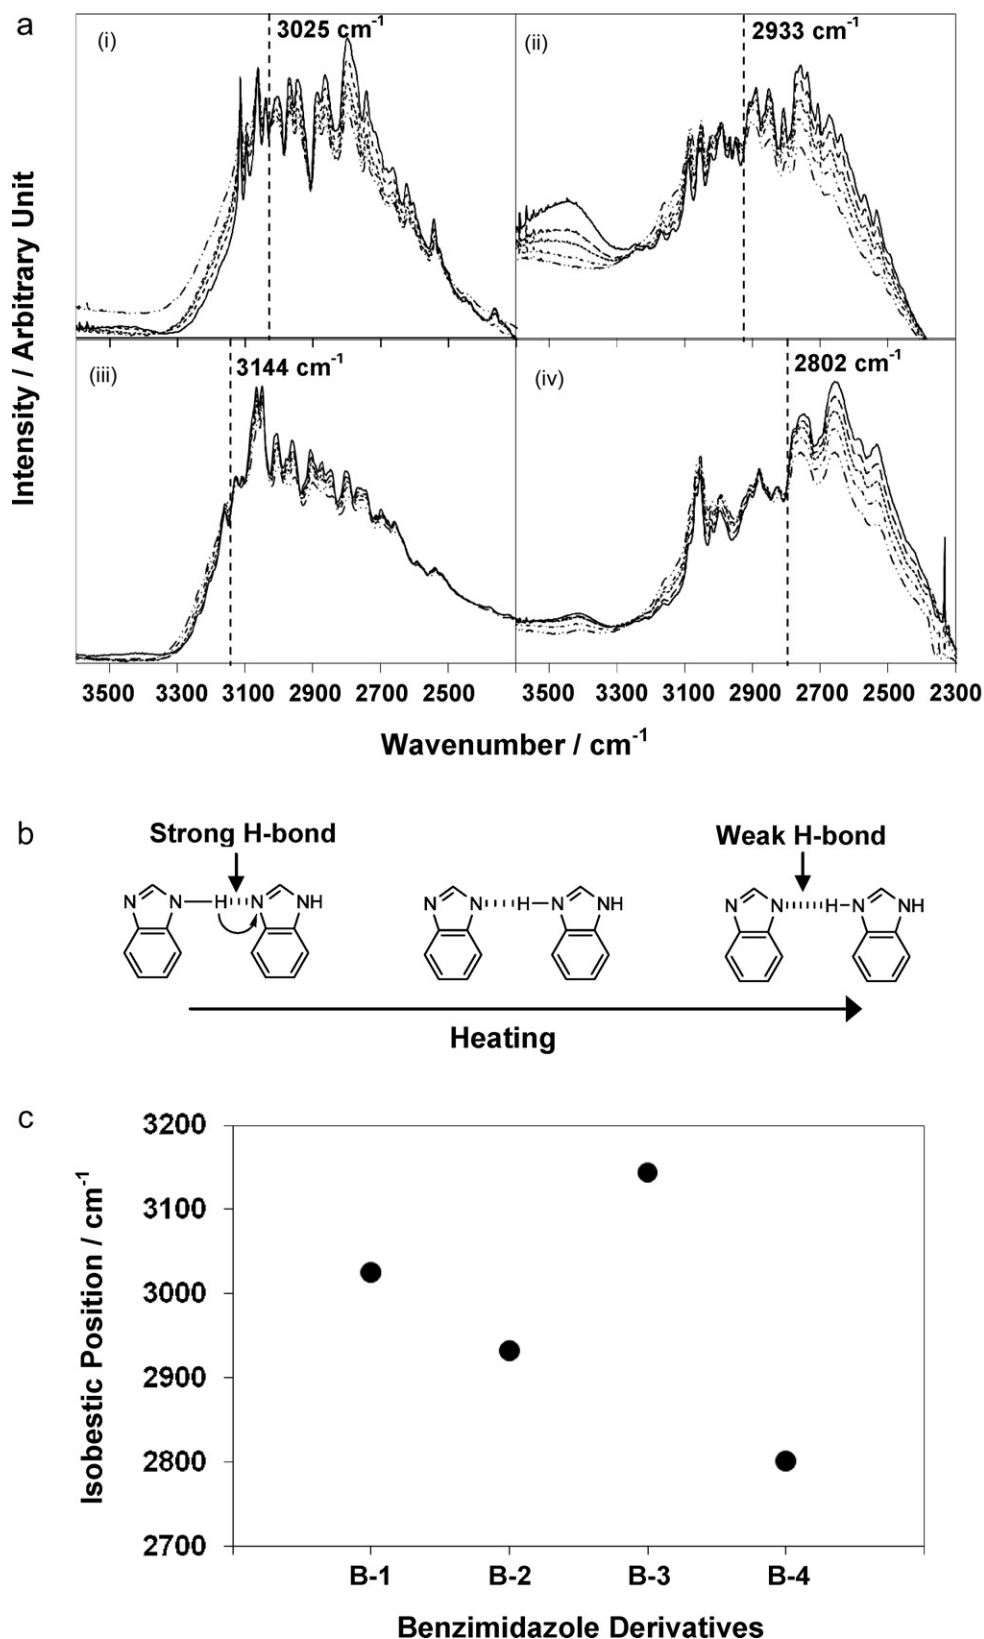 a
(i)
3025 cm-1
(ii)
2933 cm-1
(iii)
3144 cm-1
(iv)
2802 cm-1
Intensity / Arbitrary Unit
3500 3300 3100 2900 2700 2500 3500 3300 3100 2900 2700 2500 2300
Wavenumber / cm-1
b
Strong H-bond
Weak H-bond
N N H N NH
N N H N NH
N N H N NH
Heating
c
Isobestic Position / cm-1
3200
3100
3000
2900
2800
2700
B-1 B-2 B-3 B-4
Benzimidazole Derivatives